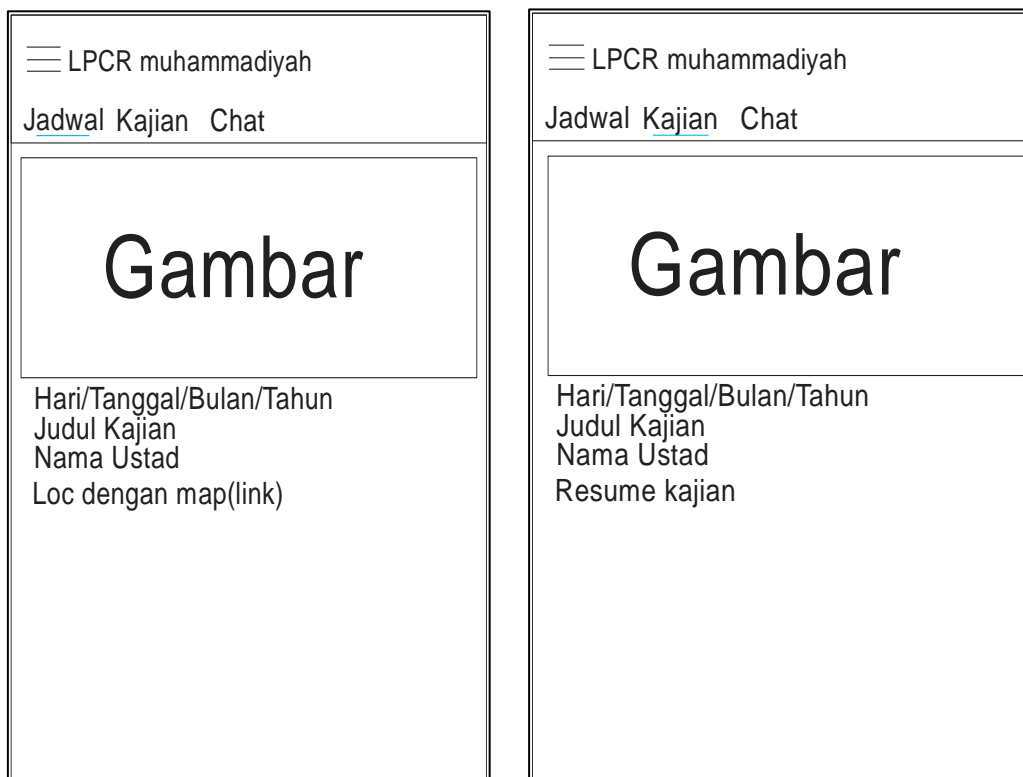 LPCR muhammadiyah
Jadwal Kajian Chat
Gambar
Hari/Tanggal/Bulan/Tahun
Judul Kajian
Nama Ustad
Loc dengan map(link)
LPCR muhammadiyah
Jadwal Kajian Chat
Gambar
Hari/Tanggal/Bulan/Tahun
Judul Kajian
Nama Ustad
Resume kajian